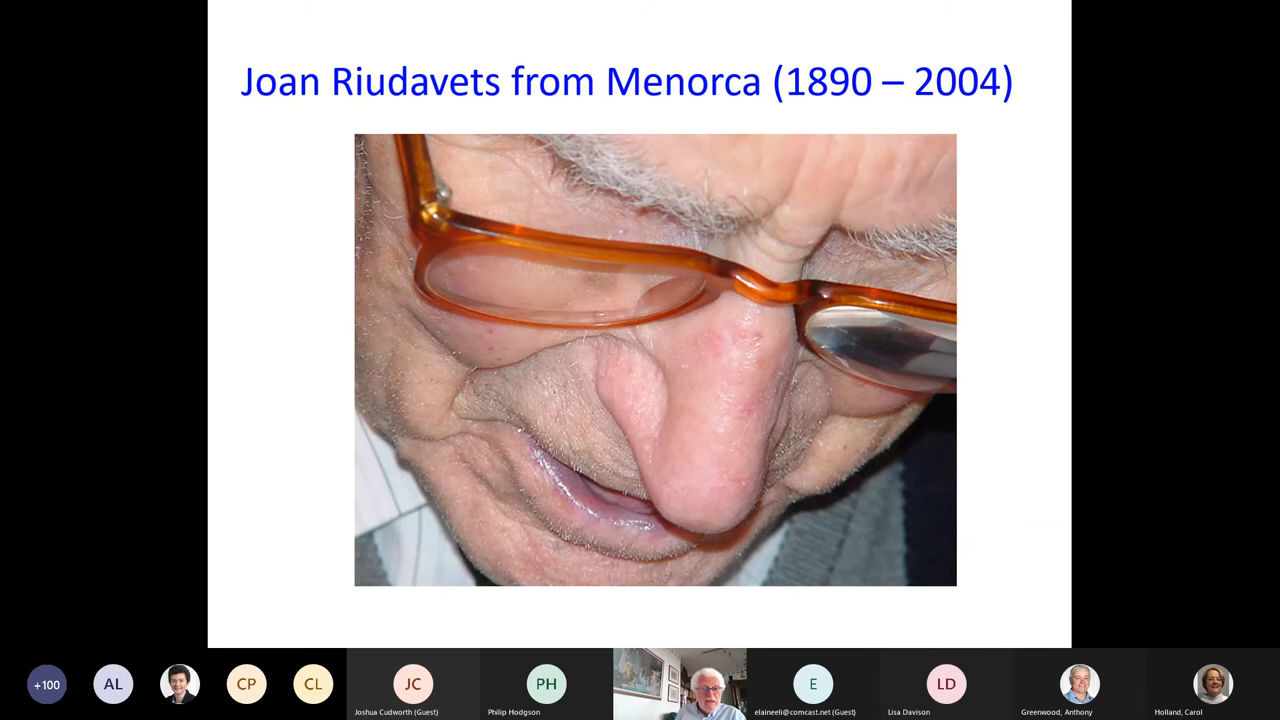 Joan Riudavets from Menorca (1890 – 2004)
+100
AL
CP
CL
JC
PH
E
LD
Joshua Cudworth (Guest)
Philip Hodgson
elaineeli@comcast.net (Guest)
Lisa Davison
Greenwood, Anthony
Holland, Carol